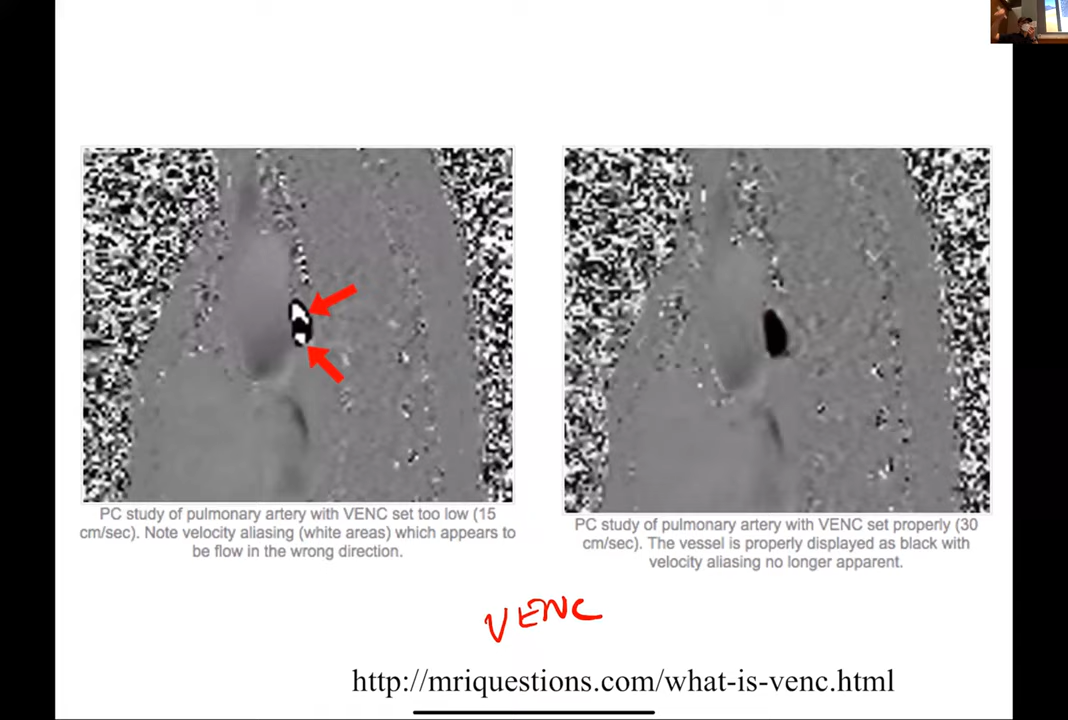 PC study of pulmonary artery with VENC set too low (15
cm/sec). Note velocity aliasing (white areas) which appears to
be flow in the wrong direction.
PC study of pulmonary artery with VENC set properly (30
cm/sec). The vessel is properly displayed as black with
velocity aliasing no longer apparent.
VENC
http://mriquestions.com/what-is-venc.html